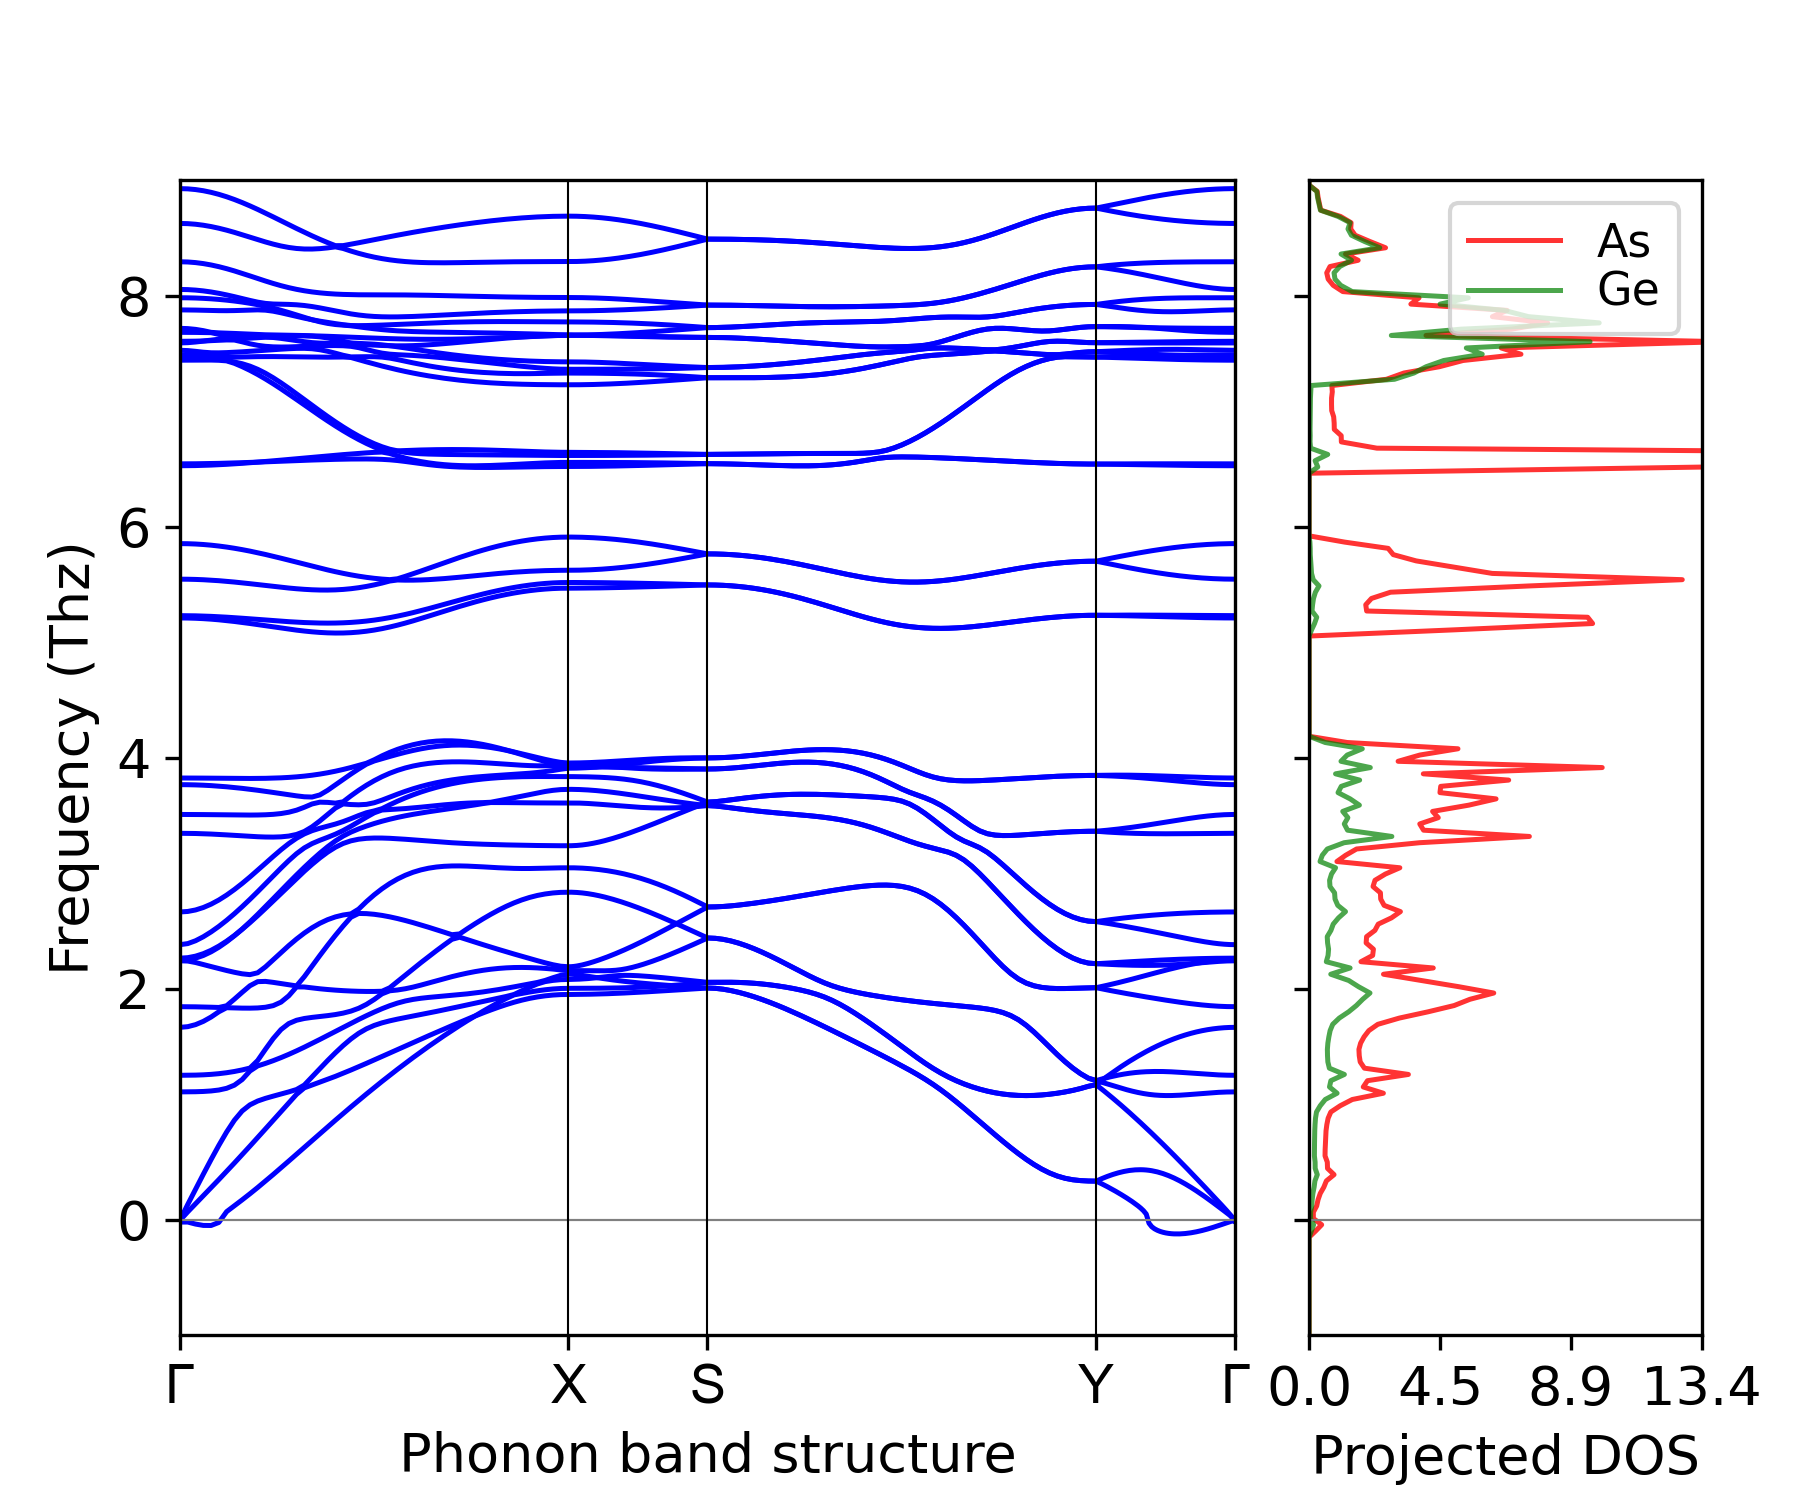 As
Ge
8
6
4
2
0
Frequency (Thz)
Γ X S Y Γ
0.0 4.5 8.9 13.4
Phonon band structure
Projected DOS